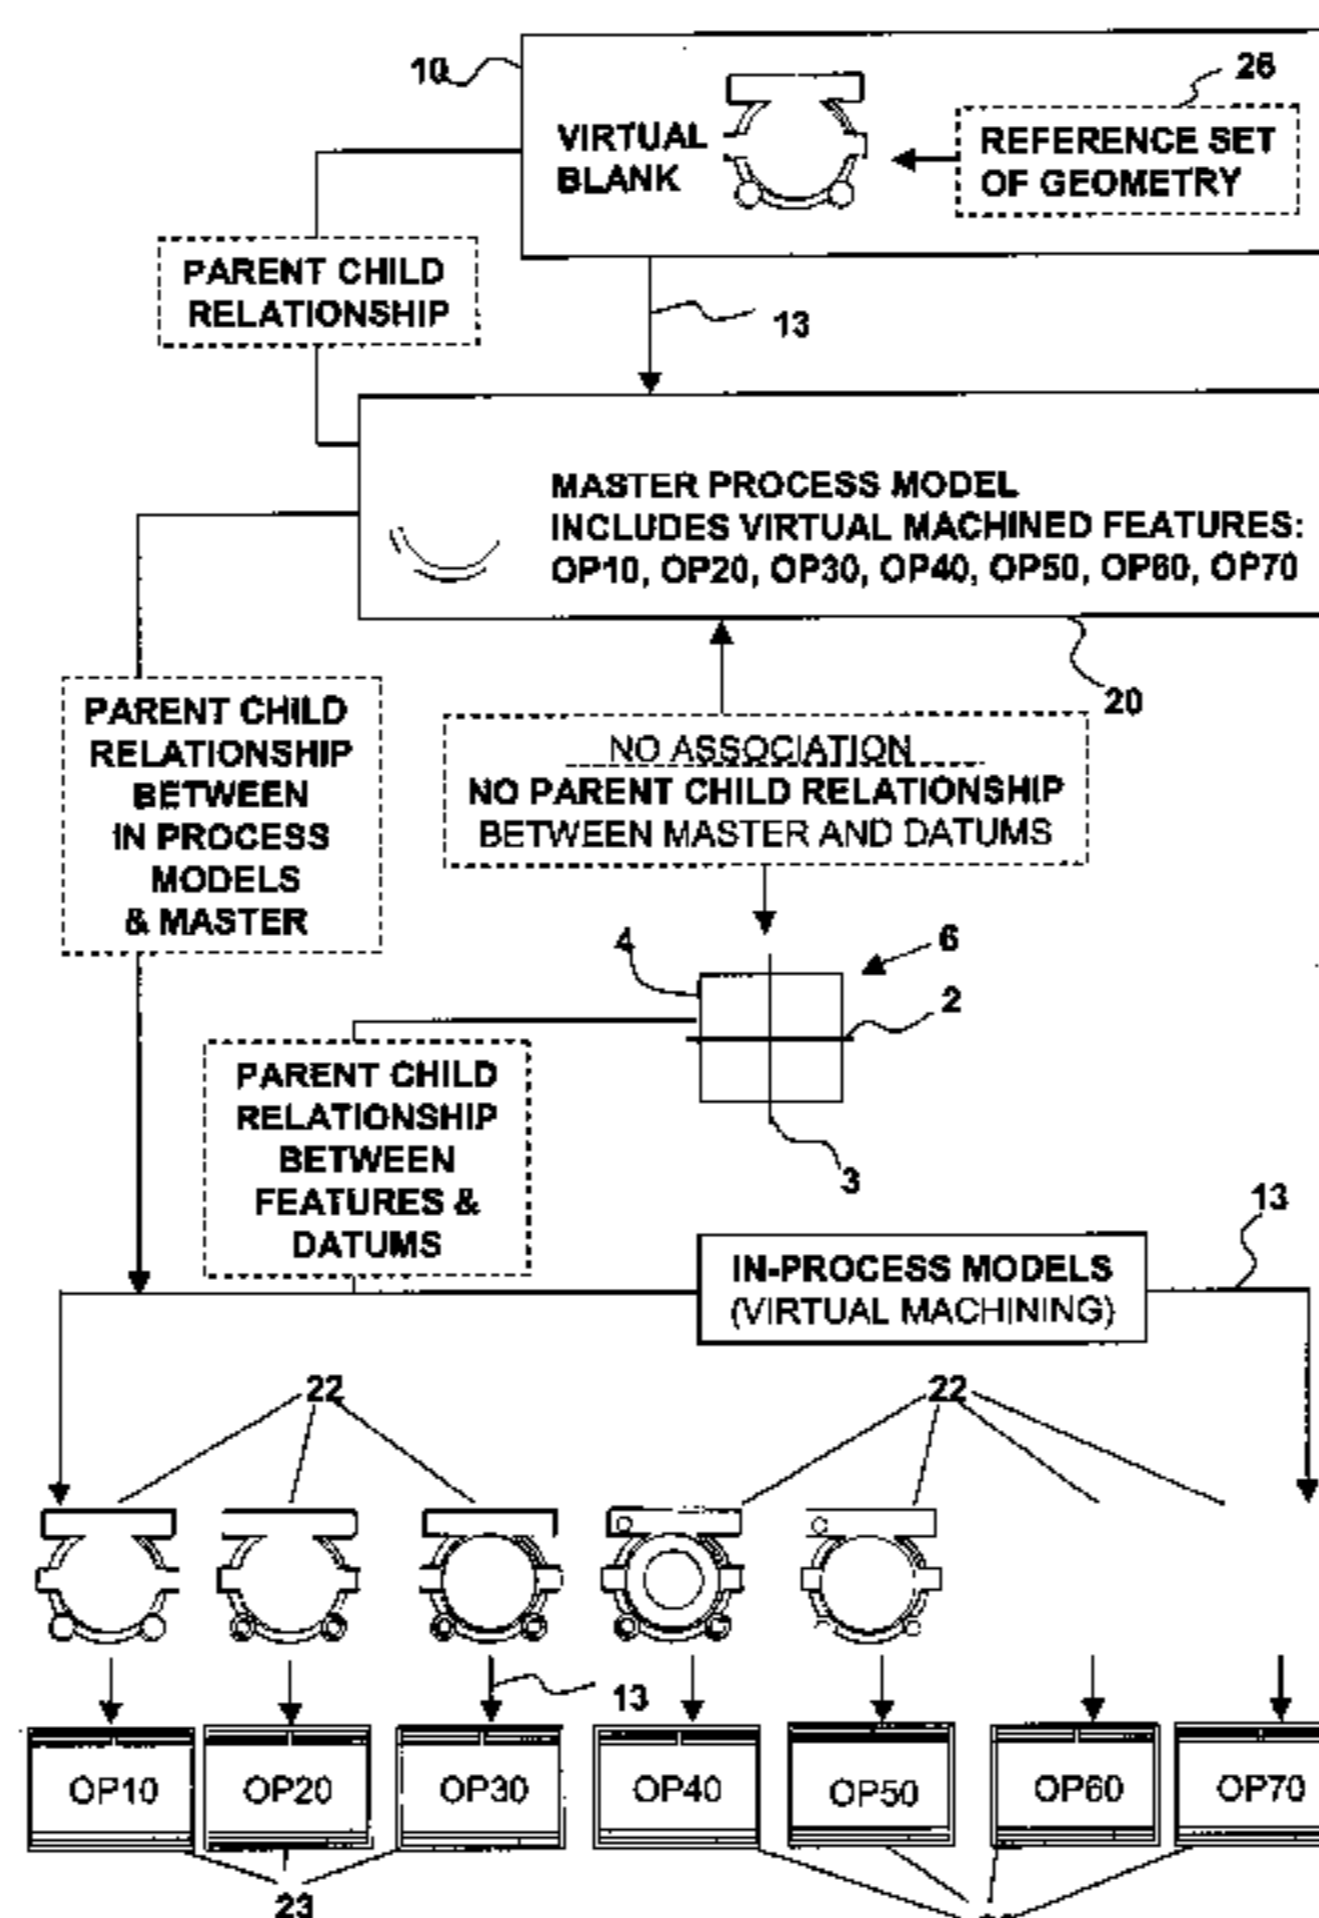 10
26
VIRTUAL
BLANK
REFERENCE SET
OF GEOMETRY
PARENT CHILD
RELATIONSHIP
13
MASTER PROCESS MODEL
INCLUDES VIRTUAL MACHINED FEATURES:
OP10, OP20, OP30, OP40, OP50, OP60, OP70
20
PARENT CHILD
RELATIONSHIP
BETWEEN
IN PROCESS
MODELS
& MASTER
NO ASSOCIATION
NO PARENT CHILD RELATIONSHIP
BETWEEN MASTER AND DATUMS
4
6
2
3
PARENT CHILD
RELATIONSHIP
BETWEEN
FEATURES &
DATUMS
13
IN-PROCESS MODELS
(VIRTUAL MACHINING)
22
22
13
OP10
OP20
OP30
OP40
OP50
OP60
OP70
23